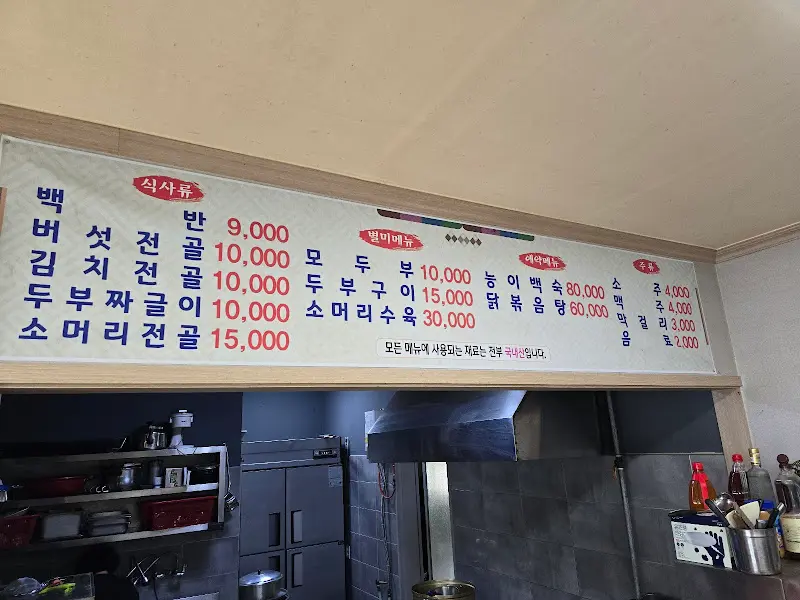 식사류
백 반 9,000
버섯전골 10,000
김치전골 10,000
두부짜글이 10,000
소머리전골 15,000
별미메뉴
모두부 10,000
두부구이 15,000
소머리수육 30,000
예약메뉴
능이백숙 80,000
닭볶음탕 60,000
주류
소 주 4,000
맥 주 4,000
막걸리 3,000
음 료 2,000
모든 메뉴에 사용되는 재료는 전부 국내산입니다.